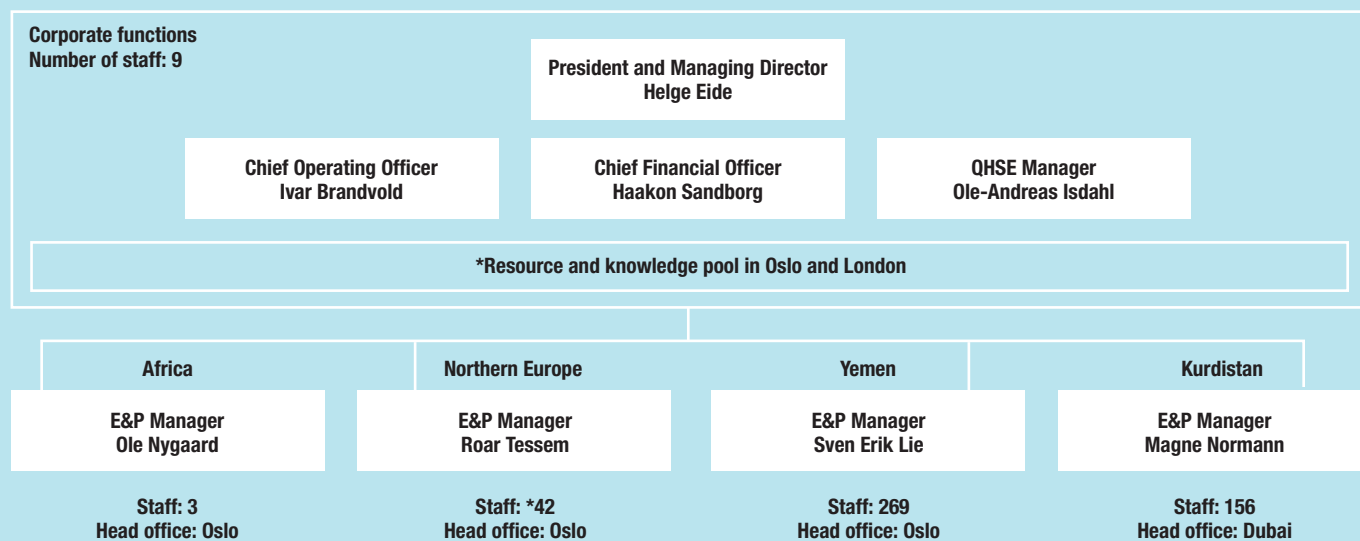 Corporate functions
Number of staff: 9
President and Managing Director
Helge Eide
Chief Operating Officer
Ivar Brandvold
Chief Financial Officer
Haakon Sandborg
QHSE Manager
Ole-Andreas Isdahl
*Resource and knowledge pool in Oslo and London
Africa
E&P Manager
Ole Nygaard
Staff: 3
Head office: Oslo
Northern Europe
E&P Manager
Roar Tessem
Staff: *42
Head office: Oslo
Yemen
E&P Manager
Sven Erik Lie
Staff: 269
Head office: Oslo
Kurdistan
E&P Manager
Magne Normann
Staff: 156
Head office: Dubai